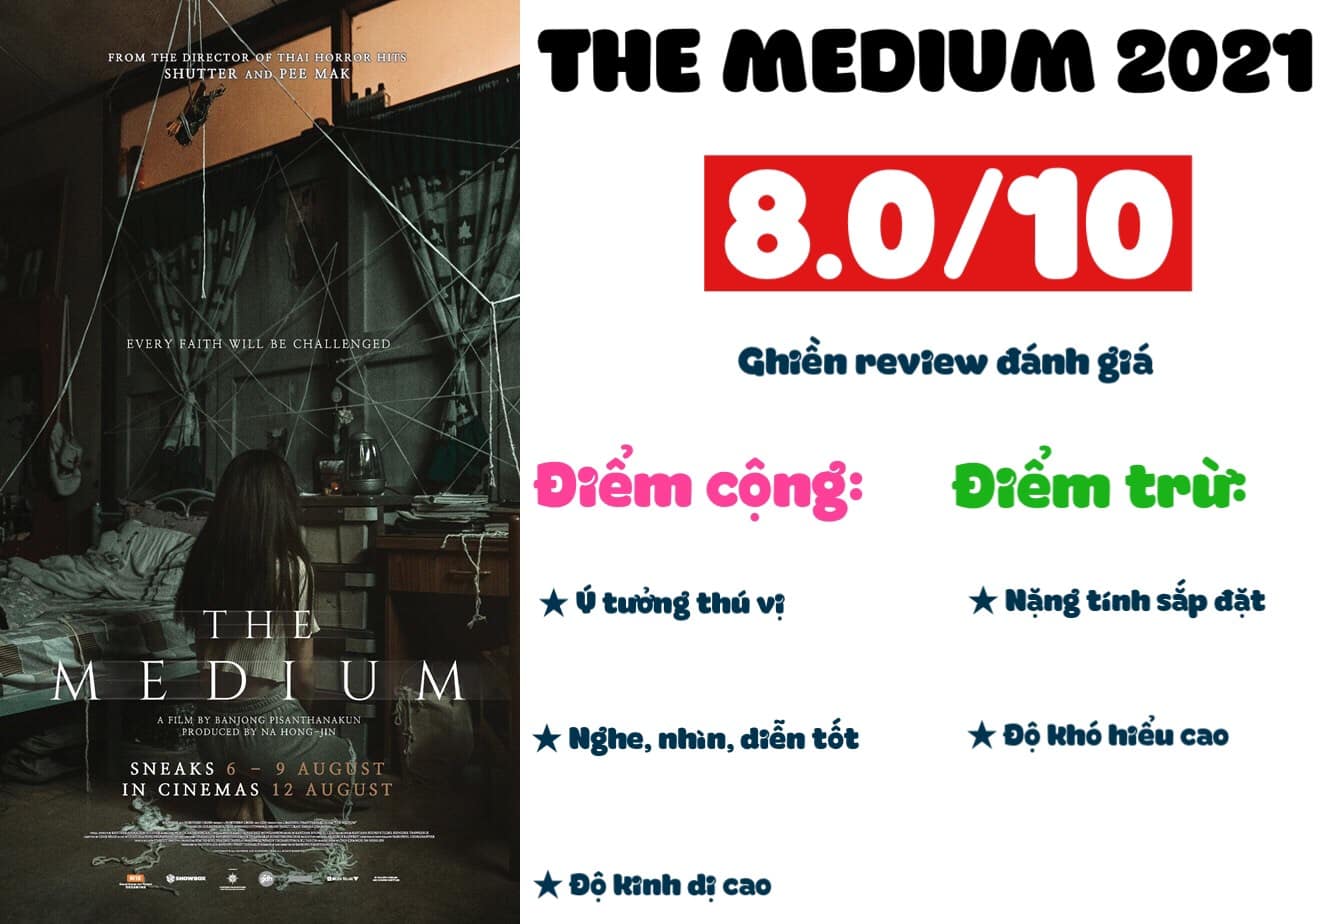 FROM THE DIRECTOR OF THAI HORROR HITS
SHUTTER AND PEE MAK
EVERY FAITH WILL BE CHALLENGED
THE
MEDIUM
A FILM BY BANJONG PISANTHANAKUN
PRODUCED BY NA HONG-JIN
SNEAKS 6 – 9 AUGUST
IN CINEMAS 12 AUGUST
SHOWBOX
THE MEDIUM 2021
8.0/10
Ghiền review đánh giá
Điểm cộng:
★ Ý tưởng thú vị
★ Nghe, nhìn, diễn tốt
★ Độ kinh dị cao
Điểm trừ:
★ Nặng tính sắp đặt
★ Độ khó hiểu cao